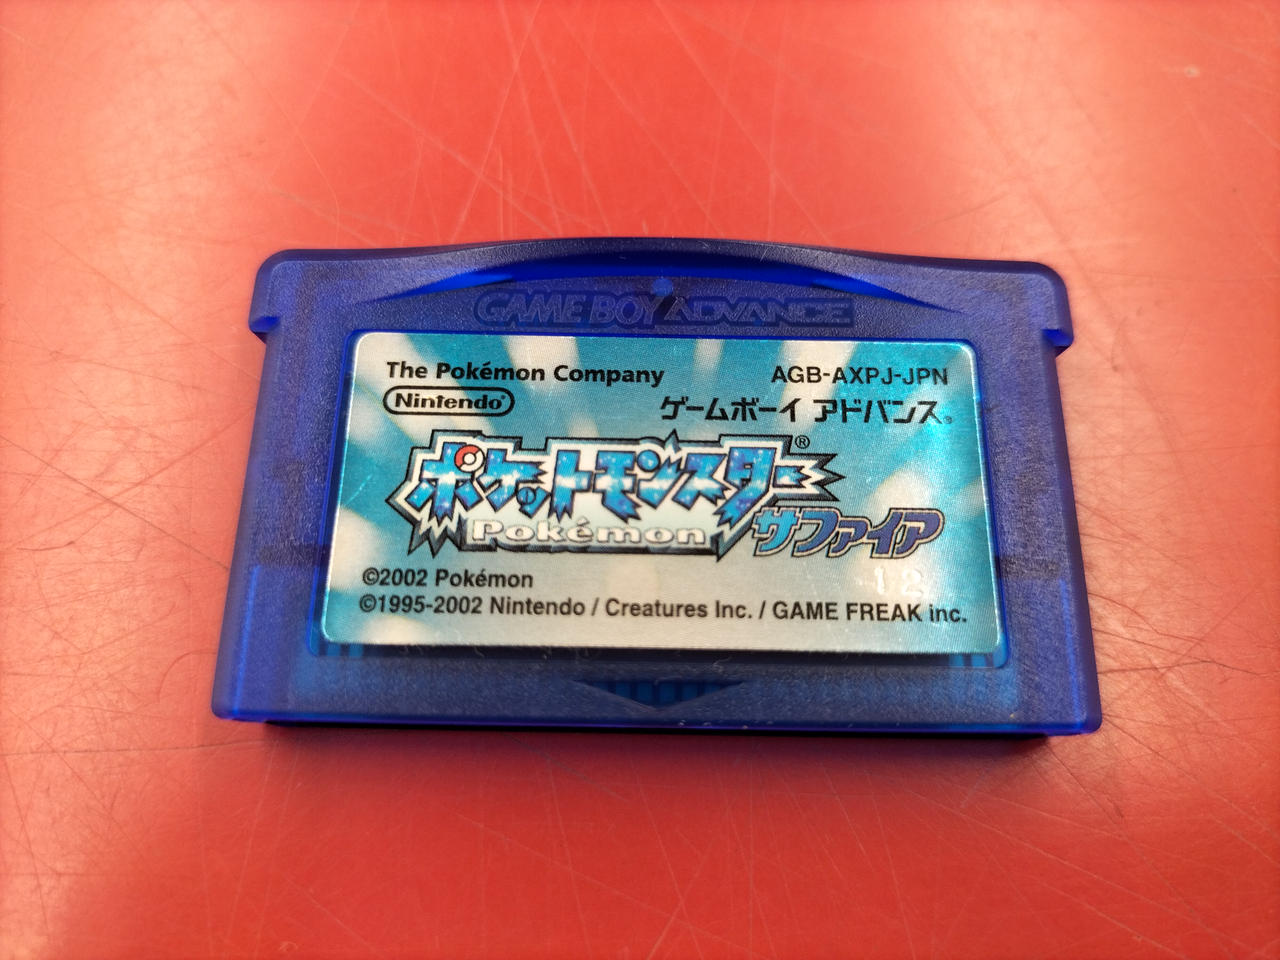 GAME BOY ADVANCE
The Pokémon Company
AGB-AXPJ-JPN
Nintendo®
ゲームボーイ アドバンス®
ポケットモンスター®
Pokémon
サファイア
12
©2002 Pokémon
©1995-2002 Nintendo / Creatures Inc. / GAME FREAK inc.